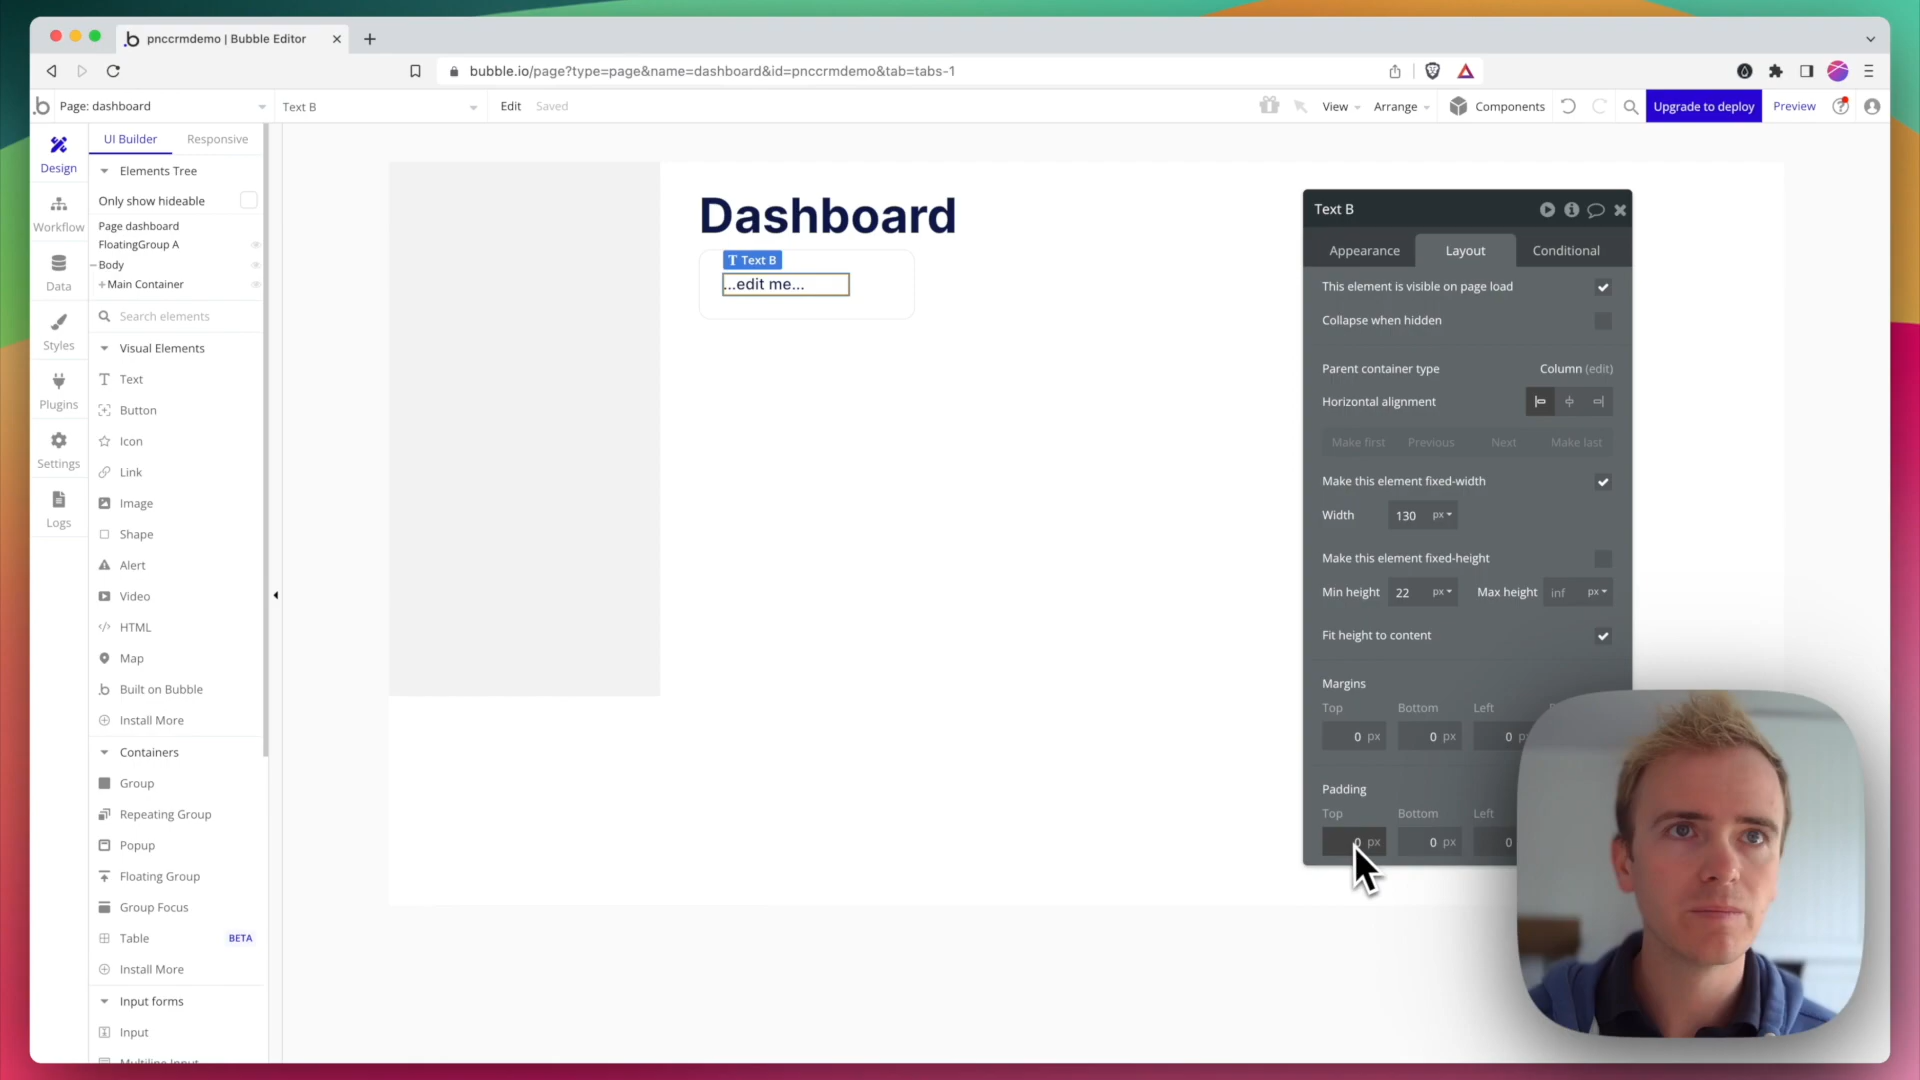 pnccrmdemo | Bubble Editor
bubble.io/page?type=page&name=dashboard&id=pnccrmdemo&tab=tabs-1
Page: dashboard
Text B
Edit
Saved
View
Arrange
Components
Upgrade to deploy
Preview
Design
Workflow
Data
Styles
Plugins
Settings
Logs
UI Builder
Responsive
Elements Tree
Only show hideable
Page dashboard
FloatingGroup A
Body
Main Container
Search elements
Visual Elements
Text
Button
Icon
Link
Image
Shape
Alert
Video
HTML
Map
Built on Bubble
Install More
Containers
Group
Repeating Group
Popup
Floating Group
Group Focus
Table BETA
Install More
Input forms
Input
Multiline Input
Dashboard
T Text B
...edit me...
Text B
Appearance
Layout
Conditional
This element is visible on page load
Collapse when hidden
Parent container type Column (edit)
Horizontal alignment
Make first Previous Next Make last
Make this element fixed-width
Width 130 px
Make this element fixed-height
Min height 22 px Max height inf px
Fit height to content
Margins
Top Bottom Left
0 px 0 px 0 px
Padding
Top Bottom Left
0 px 0 px 0